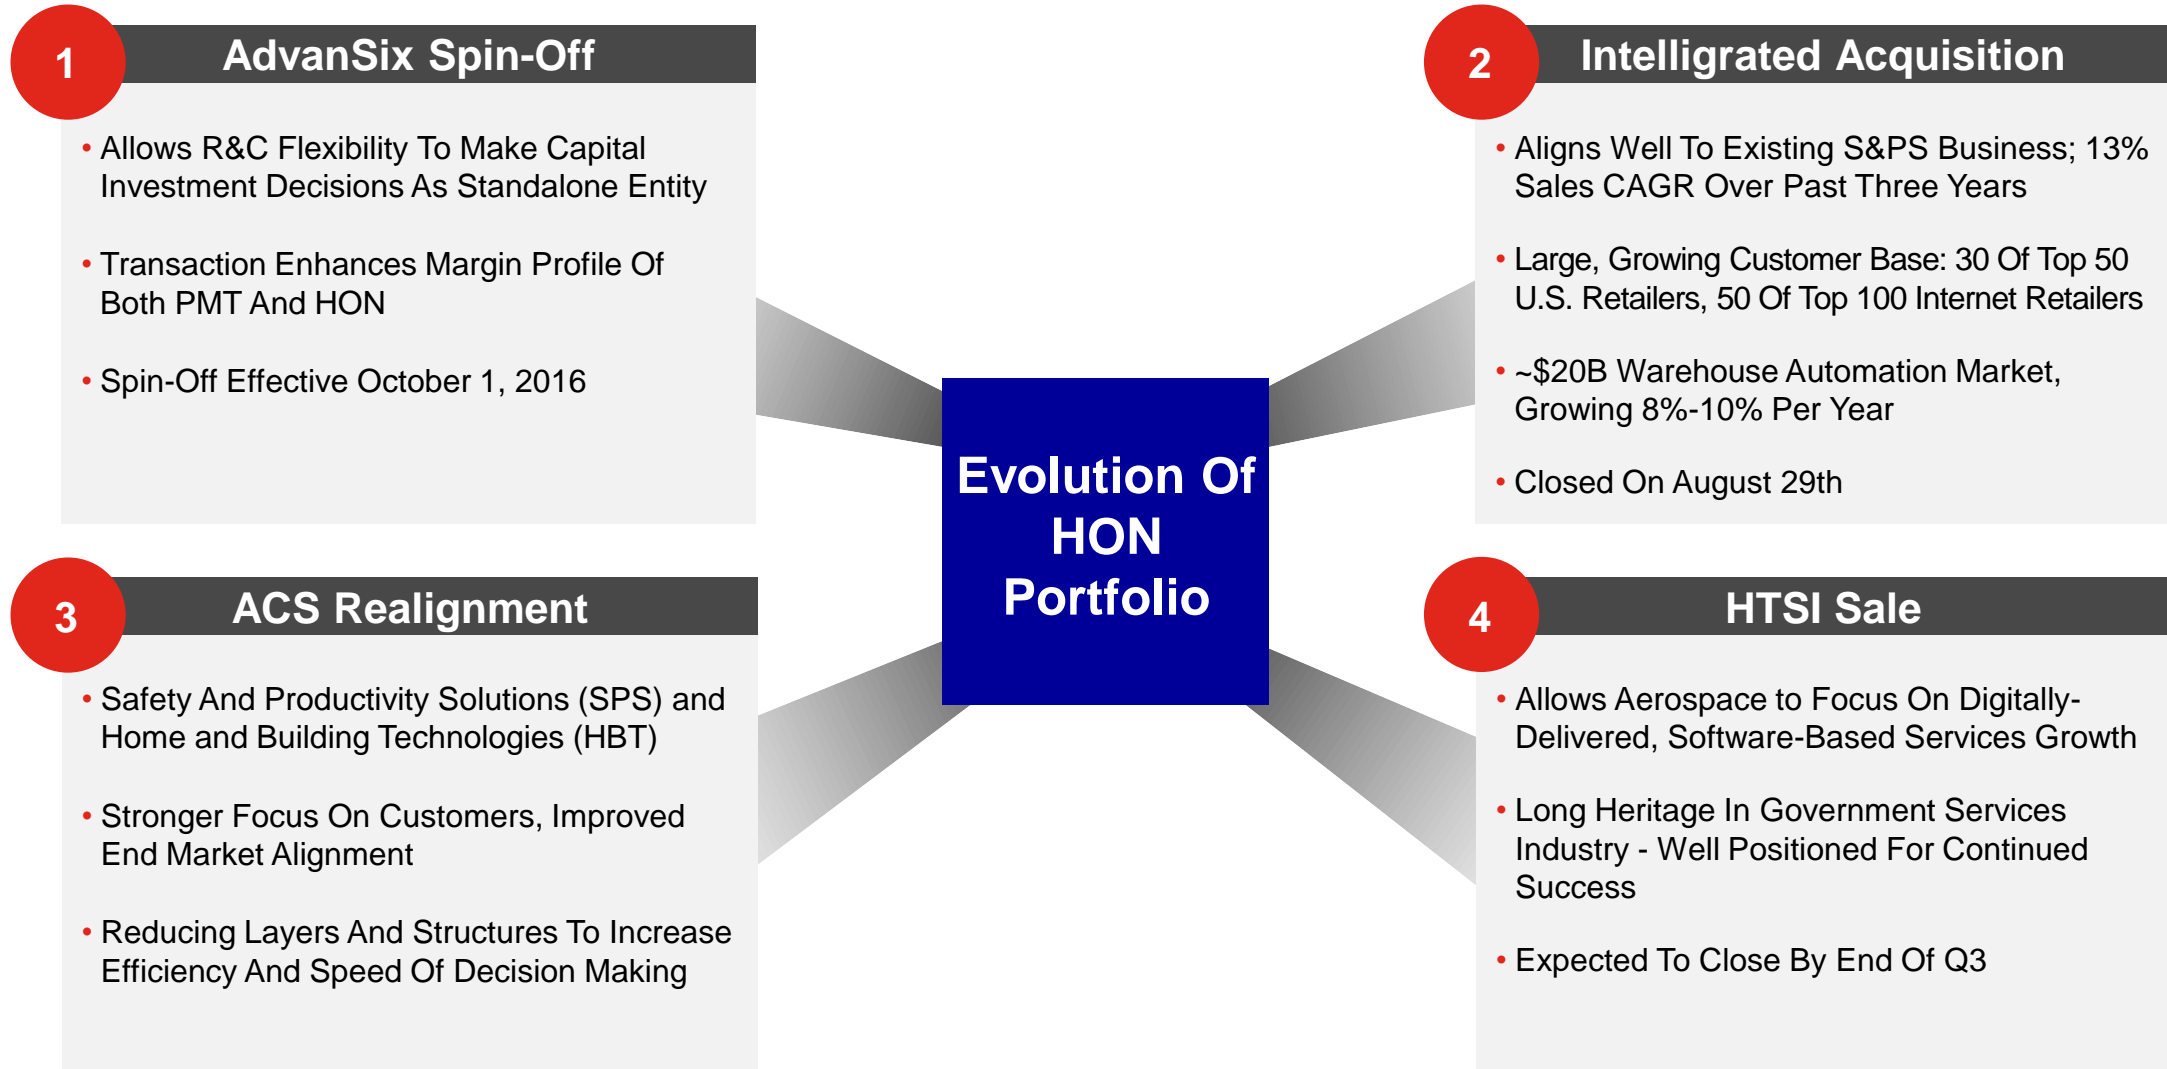 1
AdvanSix Spin-Off
• Allows R&C Flexibility To Make Capital
Investment Decisions As Standalone Entity
• Transaction Enhances Margin Profile Of
Both PMT And HON
• Spin-Off Effective October 1, 2016
2
Intelligrated Acquisition
• Aligns Well To Existing S&PS Business; 13%
Sales CAGR Over Past Three Years
• Large, Growing Customer Base: 30 Of Top 50
U.S. Retailers, 50 Of Top 100 Internet Retailers
• ~$20B Warehouse Automation Market,
Growing 8%-10% Per Year
• Closed On August 29th
Evolution Of
HON
Portfolio
3
ACS Realignment
• Safety And Productivity Solutions (SPS) and
Home and Building Technologies (HBT)
• Stronger Focus On Customers, Improved
End Market Alignment
• Reducing Layers And Structures To Increase
Efficiency And Speed Of Decision Making
4
HTSI Sale
• Allows Aerospace to Focus On Digitally-
Delivered, Software-Based Services Growth
• Long Heritage In Government Services
Industry - Well Positioned For Continued
Success
• Expected To Close By End Of Q3